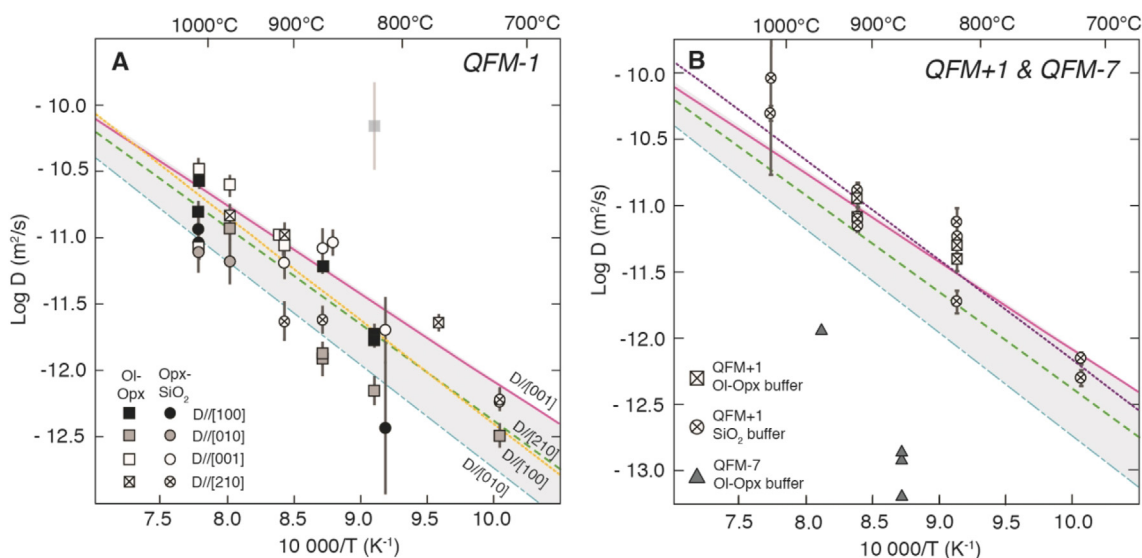 1000°C 900°C 800°C 700°C
A QFM-1
- 10.0
- 10.5
- 11.0
-11.5
- 12.0
- 12.5
Log D (m²/s)
Ol-Opx Opx-SiO₂
D//[100]
D//[010]
D//[001]
D//[210]
D//[001]
D//[210]
D//[100]
D//[010]
7.5 8.0 8.5 9.0 9.5 10.0
10 000/T (K⁻¹)
1000°C 900°C 800°C 700°C
B QFM+1 & QFM-7
- 10.0
- 10.5
- 11.0
-11.5
- 12.0
- 12.5
- 13.0
Log D (m²/s)
QFM+1
Ol-Opx buffer
QFM+1
SiO₂ buffer
QFM-7
Ol-Opx buffer
7.5 8.0 8.5 9.0 9.5 10.0
10 000/T (K⁻¹)